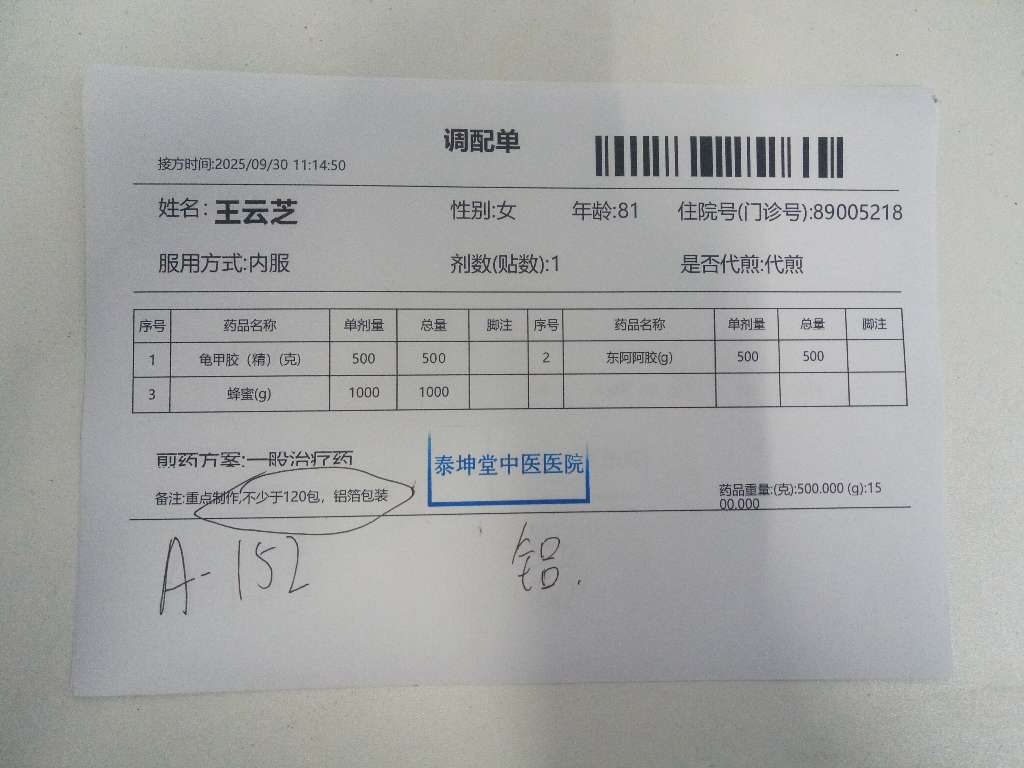 调配单
接方时间:2025/09/30 11:14:50
姓名: 王云芝 性别:女 年龄:81 住院号(门诊号):89005218
服用方式:内服 剂数(贴数):1 是否代煎:代煎
序号 药品名称 单剂量 总量 脚注 序号 药品名称 单剂量 总量 脚注
1 龟甲胶（精）(克) 500 500 2 东阿阿胶(g) 500 500
3 蜂蜜(g) 1000 1000
煎药方案:一般治疗药
泰坤堂中医医院
备注:重点制作,不少于120包，铝箔包装
药品重量:(克):500.000 (g):15
00.000
A-152
铝.